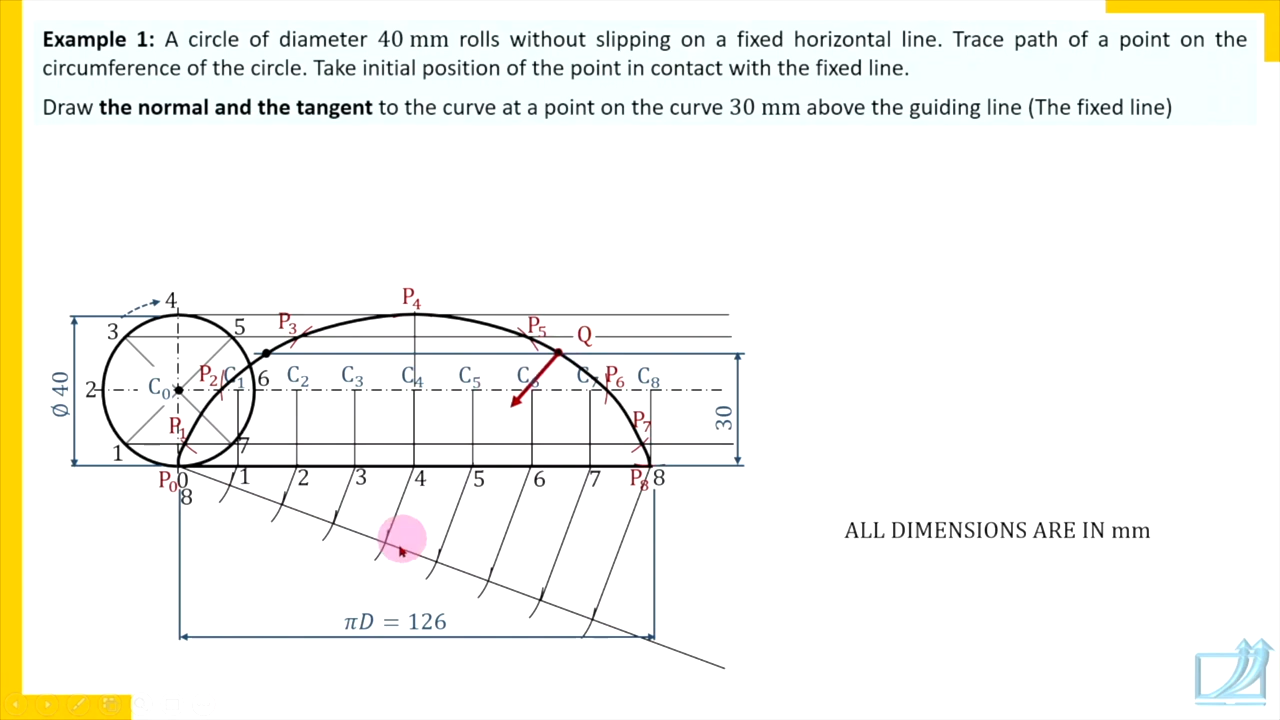 Example 1: A circle of diameter 40 mm rolls without slipping on a fixed horizontal line. Trace path of a point on the
circumference of the circle. Take initial position of the point in contact with the fixed line.
Draw the normal and the tangent to the curve at a point on the curve 30 mm above the guiding line (The fixed line)
4
P₄
3
5
P₃
P₅
Q
P₂
C₁
6
C₂
C₃
C₄
C₅
C₆
C₇
P₆
C₈
2
C₀
Ø 40
30
P₁
P₇
1
7
P₀
0
8
1
2
3
4
5
6
7
P₈
8
ALL DIMENSIONS ARE IN mm
πD = 126